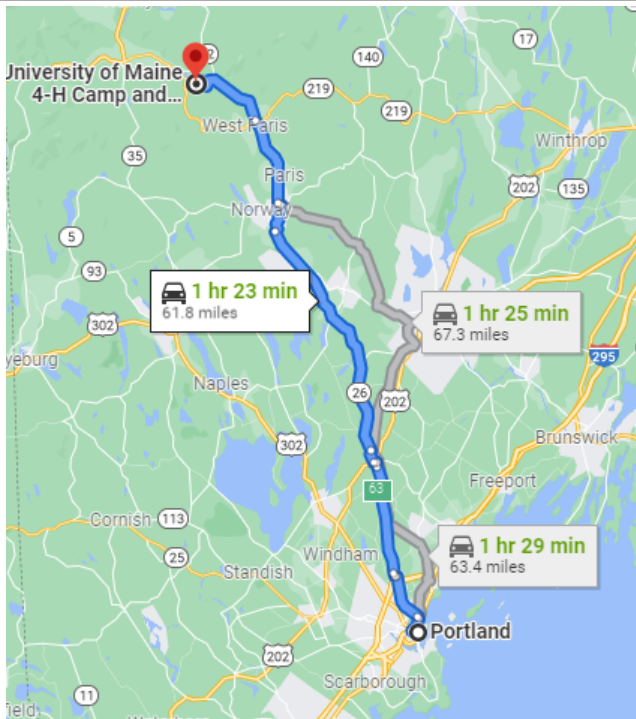 17
2
140
University of Maine
4-H Camp and...
219
219
West Paris
Winthrop
35
Paris
202
135
Norway
5
93
1 hr 23 min
61.8 miles
1 hr 25 min
67.3 miles
302
295
yeburg
Naples
26
202
302
Brunswick
63
Freeport
Cornish
113
1 hr 29 min
63.4 miles
Windham
25
Standish
Portland
202
Scarborough
11
field